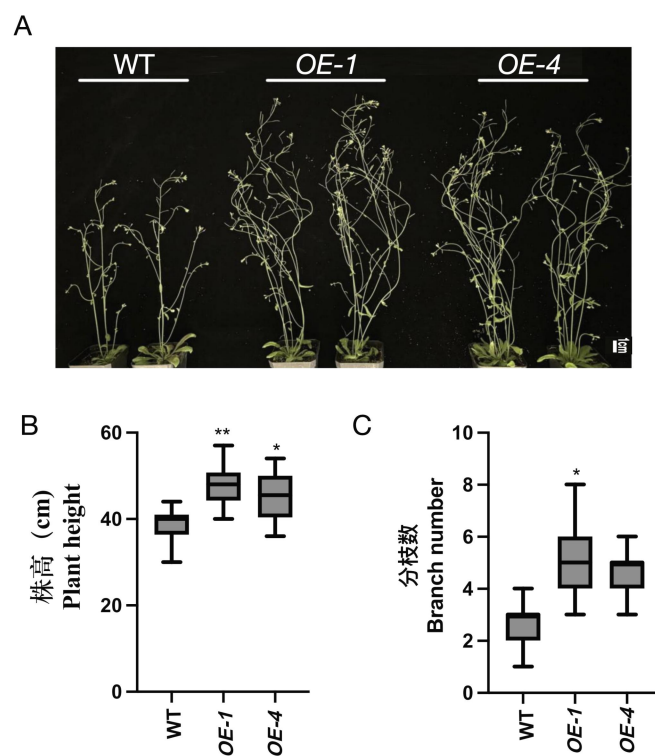 A
WT
OE-1
OE-4
1cm
B
株高 (cm)
Plant height
60
40
20
0
**
*
WT
OE-1
OE-4
C
分枝数
Branch number
10
8
6
4
2
0
*
WT
OE-1
OE-4